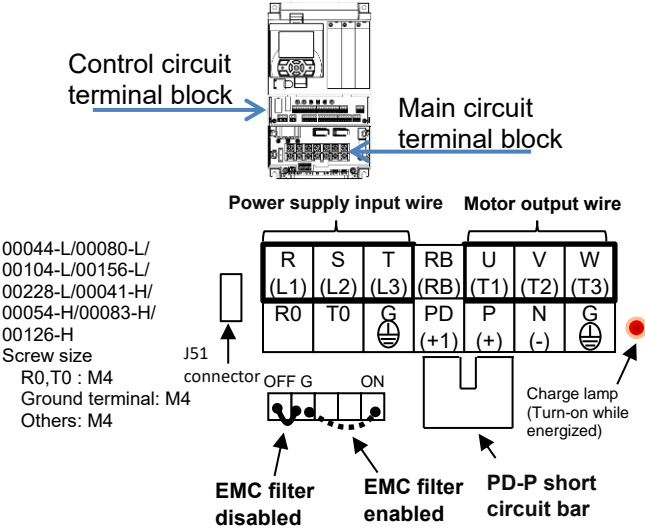 Control circuit
terminal block
Main circuit
terminal block
Power supply input wire Motor output wire
00044-L/00080-L/
00104-L/00156-L/
00228-L/00041-H/
00054-H/00083-H/
00126-H
Screw size
R0,T0 : M4
Ground terminal: M4
Others: M4
R S T RB U V W
(L1) (L2) (L3) (RB) (T1) (T2) (T3)
R0 T0 G PD P N G
(+1) (+) (-)
J51
connector
OFF G ON
Charge lamp
(Turn-on while
energized)
EMC filter
disabled
EMC filter
enabled
PD-P short
circuit bar